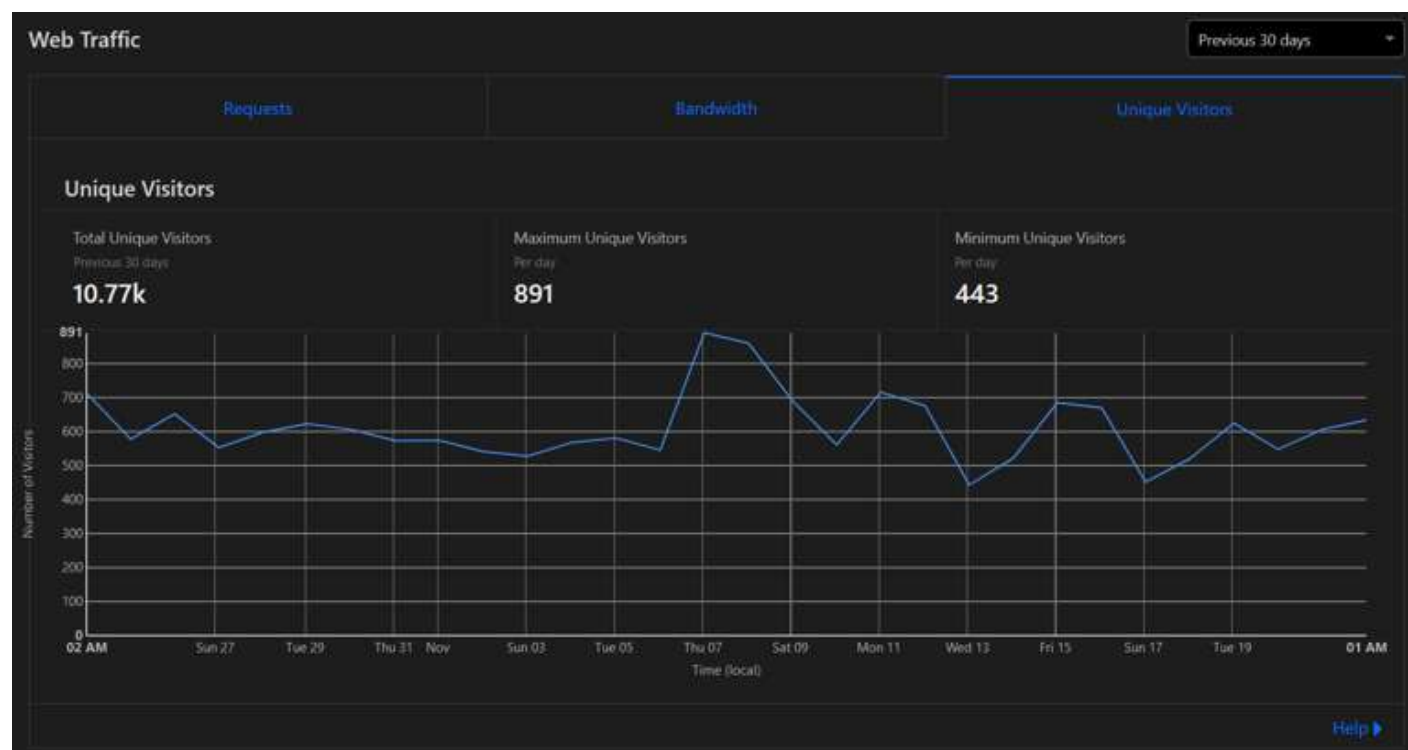 Web Traffic
Previous 30 days
Requests
Bandwidth
Unique Visitors
Unique Visitors
Total Unique Visitors
Previous 30 days
10.77k
Maximum Unique Visitors
Per day
891
Minimum Unique Visitors
Per day
443
891
800
700
600
500
400
300
200
100
0
Number of Visitors
02 AM Sun 27 Tue 29 Thu 31 Nov Sun 03 Tue 05 Thu 07 Sat 09 Mon 11 Wed 13 Fri 15 Sun 17 Tue 19 01 AM
Time (local)
Help